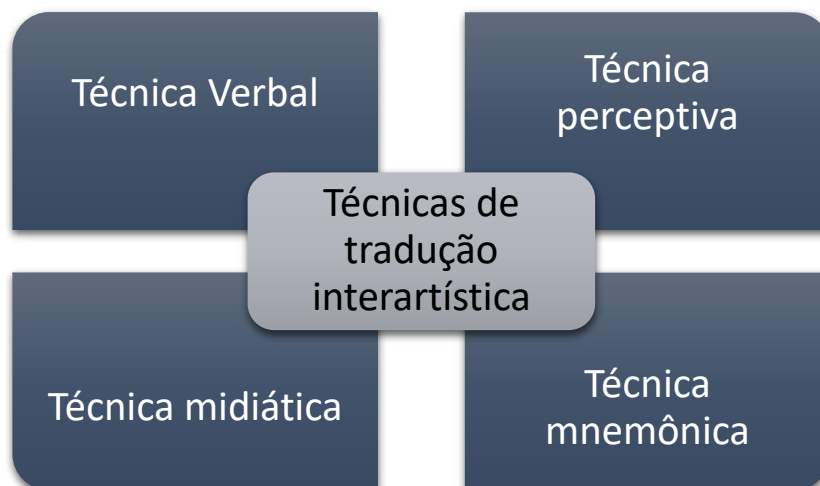 Técnica Verbal
Técnica
perceptiva
Técnicas de
tradução
interartística
Técnica midiática
Técnica
mnemônica